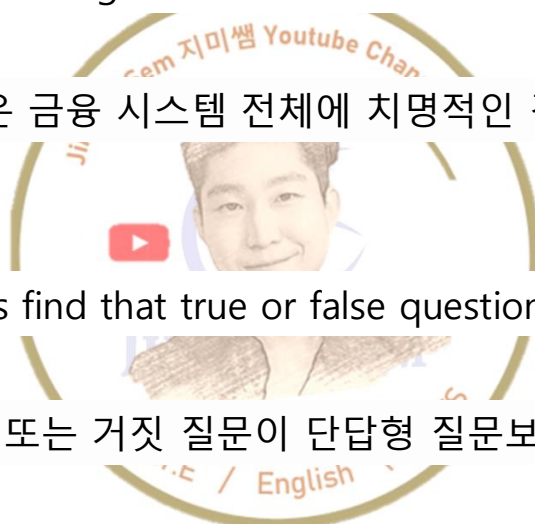 Sem 지미쌤 Youtube Chan
은 금융 시스템 전체에 치명적인
s find that true or false question
또는 거짓 질문이 단답형 질문보
/ English